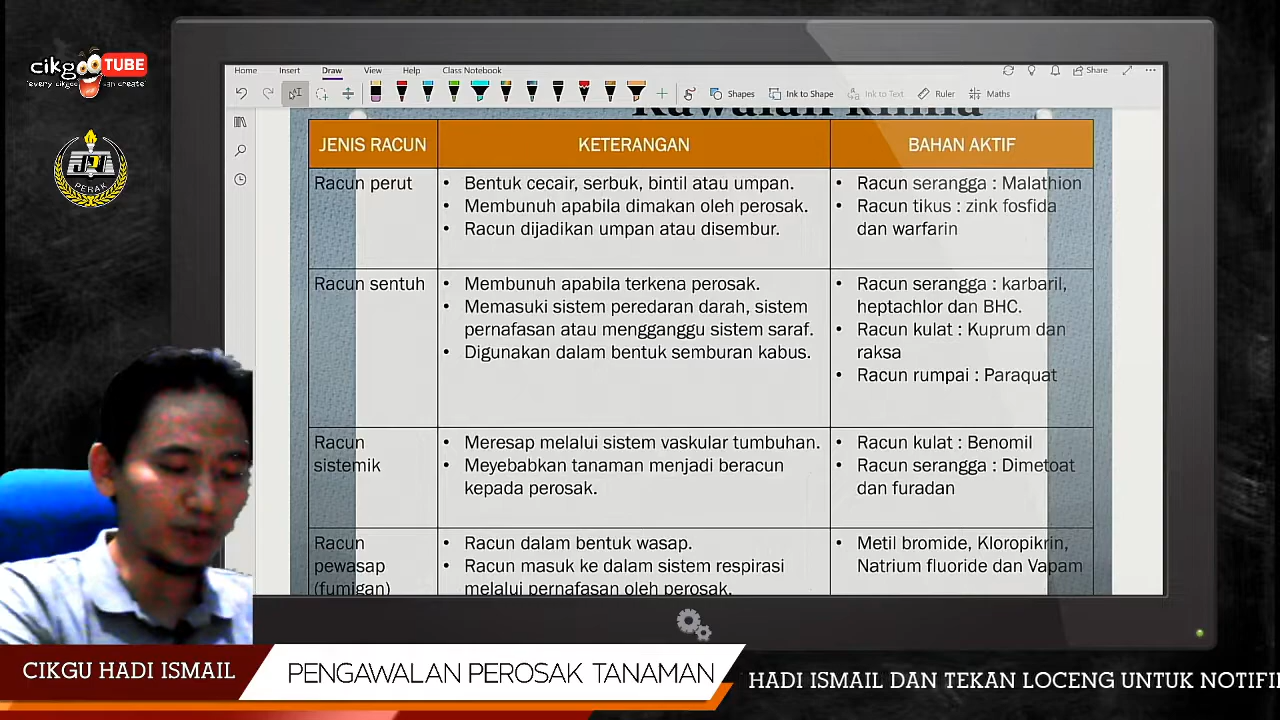 cikgooTUBE
"every cikgoo can create"
PERAK
Home Insert Draw View Help Class Notebook
Share
Shapes Ink to Shape Ink to Text Ruler Maths
Kawalan kimia
JENIS RACUN KETERANGAN BAHAN AKTIF
Racun perut
• Bentuk cecair, serbuk, bintil atau umpan.
• Membunuh apabila dimakan oleh perosak.
• Racun dijadikan umpan atau disembur.
• Racun serangga : Malathion
• Racun tikus : zink fosfida
dan warfarin
Racun sentuh
• Membunuh apabila terkena perosak.
• Memasuki sistem peredaran darah, sistem
pernafasan atau mengganggu sistem saraf.
• Digunakan dalam bentuk semburan kabus.
• Racun serangga : karbaril,
heptachlor dan BHC.
• Racun kulat : Kuprum dan
raksa
• Racun rumpai : Paraquat
Racun
sistemik
• Meresap melalui sistem vaskular tumbuhan.
• Meyebabkan tanaman menjadi beracun
kepada perosak.
• Racun kulat : Benomil
• Racun serangga : Dimetoat
dan furadan
Racun
pewasap
(fumigan)
• Racun dalam bentuk wasap.
• Racun masuk ke dalam sistem respirasi
melalui pernafasan oleh perosak.
• Metil bromide, Kloropikrin,
Natrium fluoride dan Vapam
CIKGU HADI ISMAIL
PENGAWALAN PEROSAK TANAMAN
HADI ISMAIL DAN TEKAN LOCENG UNTUK NOTIFI